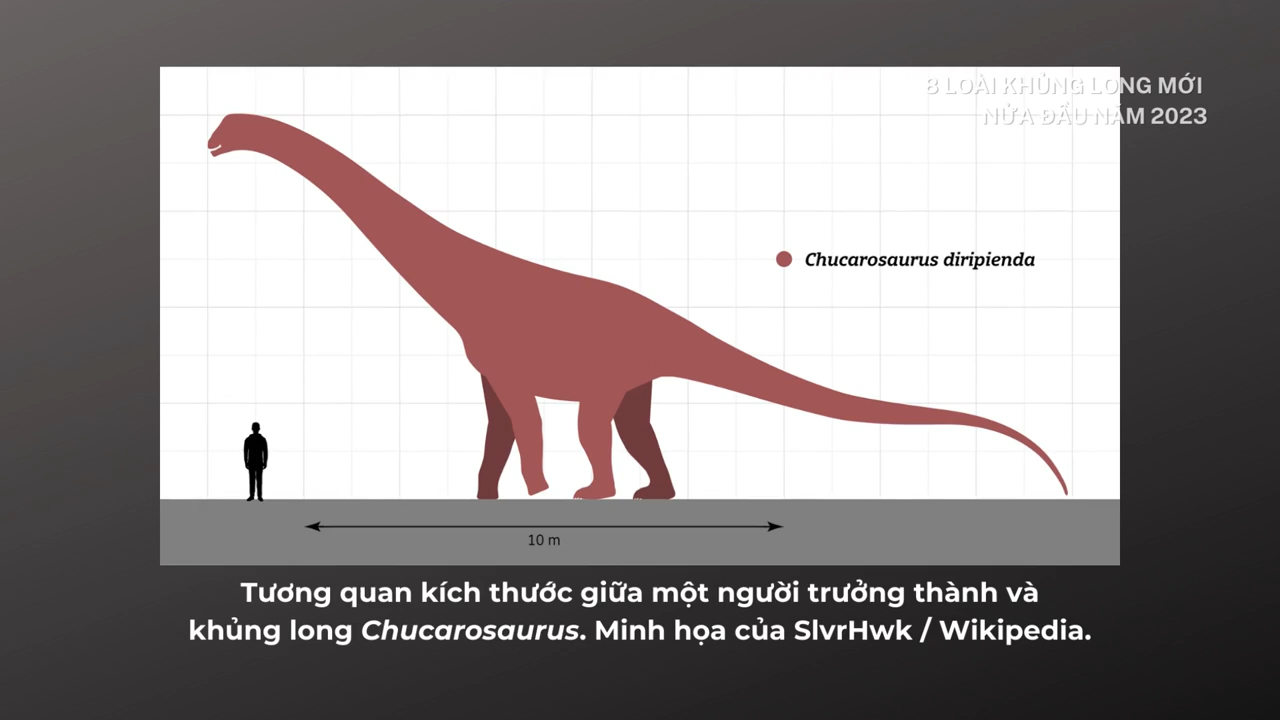 8 LOÀI KHỦNG LONG MỚI
NỬA ĐẦU NĂM 2023
Chucarosaurus diripienda
10 m
Tương quan kích thước giữa một người trưởng thành và
khủng long Chucarosaurus. Minh họa của SlvrHwk / Wikipedia.